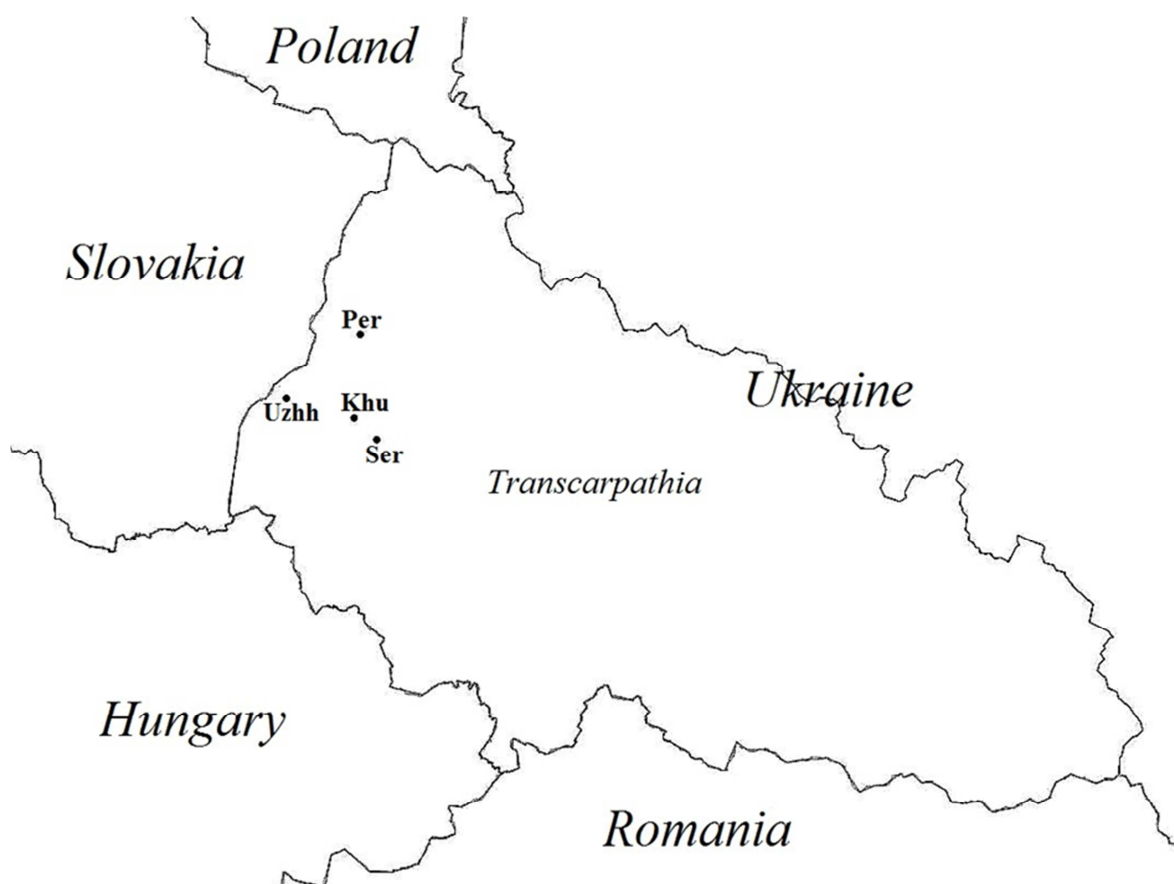 Poland
Slovakia
Per
Ukraine
Uzhh
Khu
Ser
Transcarpathia
Hungary
Romania